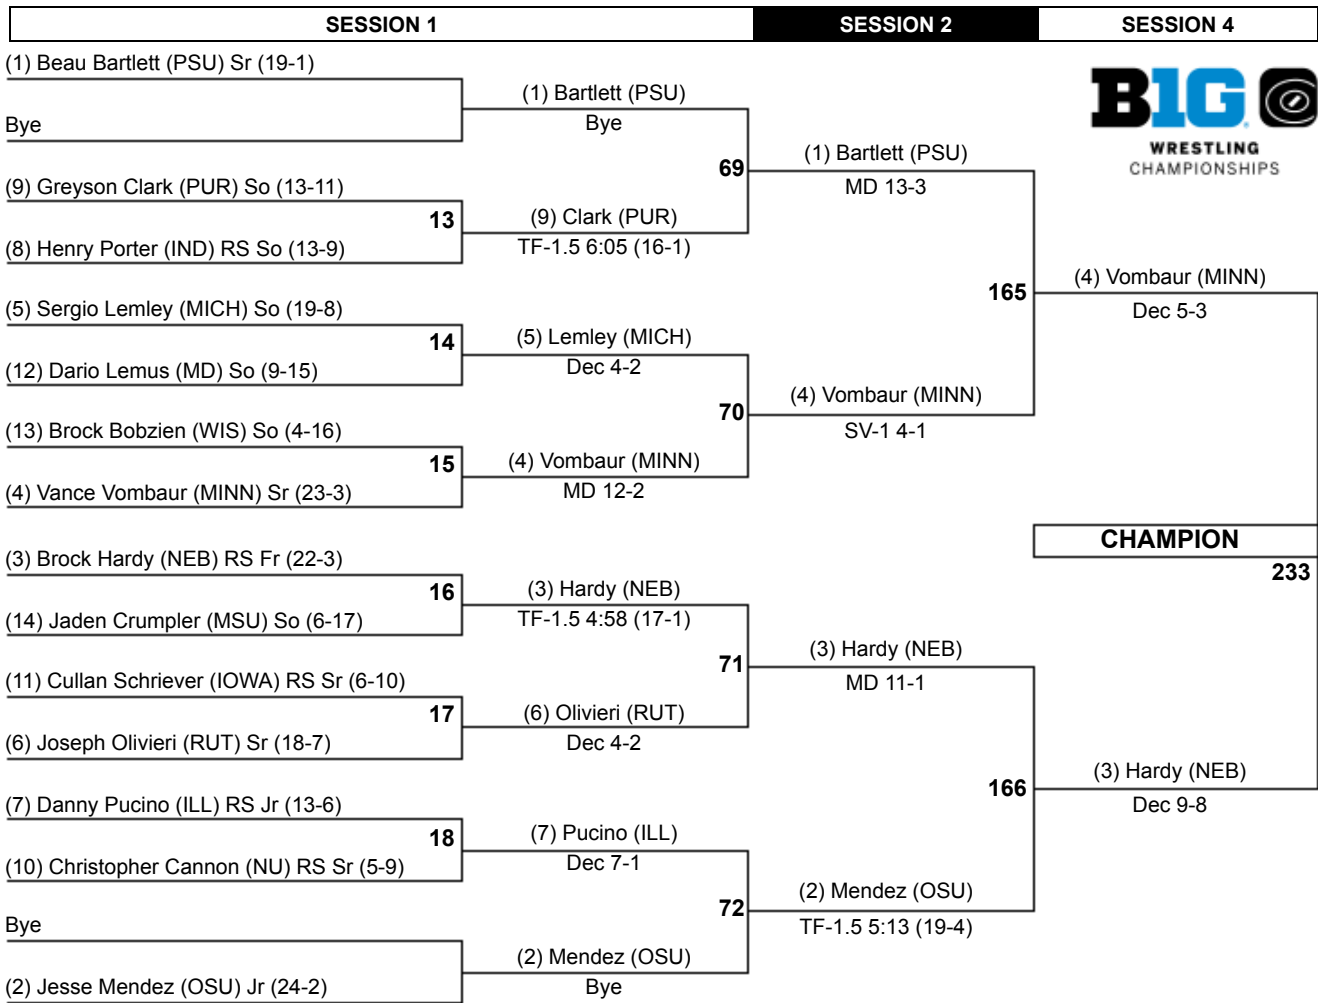 SESSION 1
SESSION 2
SESSION 4
(1) Beau Bartlett (PSU) Sr (19-1)
Bye
(9) Greyson Clark (PUR) So (13-11)
13
(8) Henry Porter (IND) RS So (13-9)
(5) Sergio Lemley (MICH) So (19-8)
14
(12) Dario Lemus (MD) So (9-15)
(13) Brock Bobzien (WIS) So (4-16)
15
(4) Vance Vombaur (MINN) Sr (23-3)
(3) Brock Hardy (NEB) RS Fr (22-3)
16
(14) Jaden Crumpler (MSU) So (6-17)
(11) Cullan Schriever (IOWA) RS Sr (6-10)
17
(6) Joseph Olivieri (RUT) Sr (18-7)
(7) Danny Pucino (ILL) RS Jr (13-6)
18
(10) Christopher Cannon (NU) RS Sr (5-9)
Bye
(2) Jesse Mendez (OSU) Jr (24-2)
(1) Bartlett (PSU)
Bye
69
(9) Clark (PUR)
TF-1.5 6:05 (16-1)
(5) Lemley (MICH)
Dec 4-2
70
(4) Vombaur (MINN)
MD 12-2
(3) Hardy (NEB)
TF-1.5 4:58 (17-1)
71
(6) Olivieri (RUT)
Dec 4-2
(7) Pucino (ILL)
Dec 7-1
72
(2) Mendez (OSU)
Bye
(1) Bartlett (PSU)
MD 13-3
165
(4) Vombaur (MINN)
SV-1 4-1
(3) Hardy (NEB)
MD 11-1
166
(2) Mendez (OSU)
TF-1.5 5:13 (19-4)
B1G
WRESTLING
CHAMPIONSHIPS
(4) Vombaur (MINN)
Dec 5-3
CHAMPION
233
(3) Hardy (NEB)
Dec 9-8